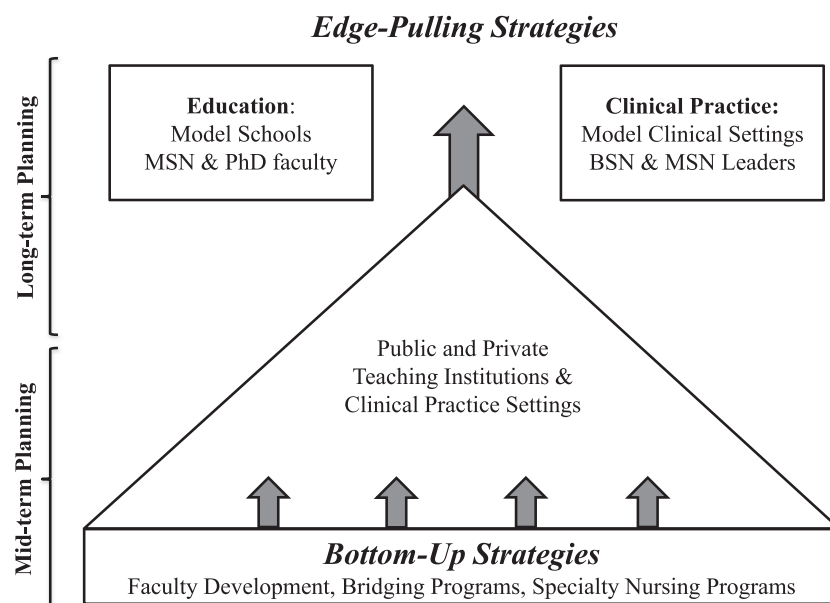 Edge-Pulling Strategies
Long-term Planning
Education:
Model Schools
MSN & PhD faculty
Clinical Practice:
Model Clinical Settings
BSN & MSN Leaders
Mid-term Planning
Public and Private
Teaching Institutions &
Clinical Practice Settings
Bottom-Up Strategies
Faculty Development, Bridging Programs, Specialty Nursing Programs